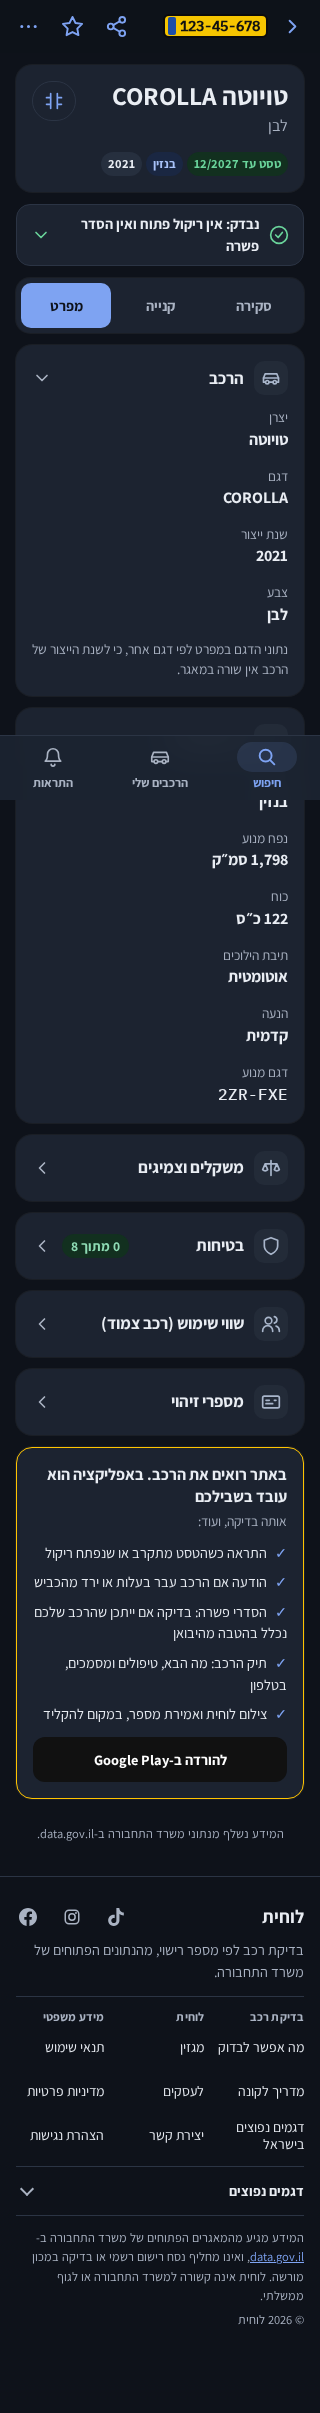 123-45-678
טויוטה COROLLA
לבן
טסט עד 12/2027
בנזין
2021
נבדק: אין ריקול פתוח ואין הסדר
פשרה
סקירה
קנייה
מפרט
הרכב
יצרן
טויוטה
דגם
COROLLA
שנת ייצור
2021
צבע
לבן
נתוני הדגם במפרט לפי דגם אחר, כי לשנת הייצור של
הרכב אין שורה במאגר.
חיפוש
הרכבים שלי
התראות
בנזין
נפח מנוע
1,798 סמ״ק
כוח
122 כ״ס
תיבת הילוכים
אוטומטית
הנעה
קדמית
דגם מנוע
2ZR-FXE
משקלים וצמיגים
בטיחות
0 מתוך 8
שווי שימוש (רכב צמוד)
מספרי זיהוי
באתר רואים את הרכב. באפליקציה הוא
עובד בשבילכם
אותה בדיקה, ועוד:
✓ התראה כשהטסט מתקרב או שנפתח ריקול
✓ הודעה אם הרכב עבר בעלות או ירד מהכביש
✓ הסדרי פשרה: בדיקה אם ייתכן שהרכב שלכם
נכלל בהטבה מהיבואן
✓ תיק הרכב: מה הבא, טיפולים ומסמכים,
בטלפון
✓ צילום לוחית ואמירת מספר, במקום להקליד
להורדה ב-Google Play
המידע נשלף מנתוני משרד התחבורה ב-data.gov.il.
לוחית
בדיקת רכב לפי מספר רישוי, מהנתונים הפתוחים של
משרד התחבורה.
בדיקת רכב
מה אפשר לבדוק
מדריך לקונה
דגמים נפוצים
בישראל
לוחית
מגזין
לעסקים
יצירת קשר
מידע משפטי
תנאי שימוש
מדיניות פרטיות
הצהרת נגישות
דגמים נפוצים
המידע מגיע מהמאגרים הפתוחים של משרד התחבורה ב-
data.gov.il, ואינו מחליף נסח רישום רשמי או בדיקה במכון
מורשה. לוחית אינה קשורה למשרד התחבורה או לגוף
ממשלתי.
© 2026 לוחית